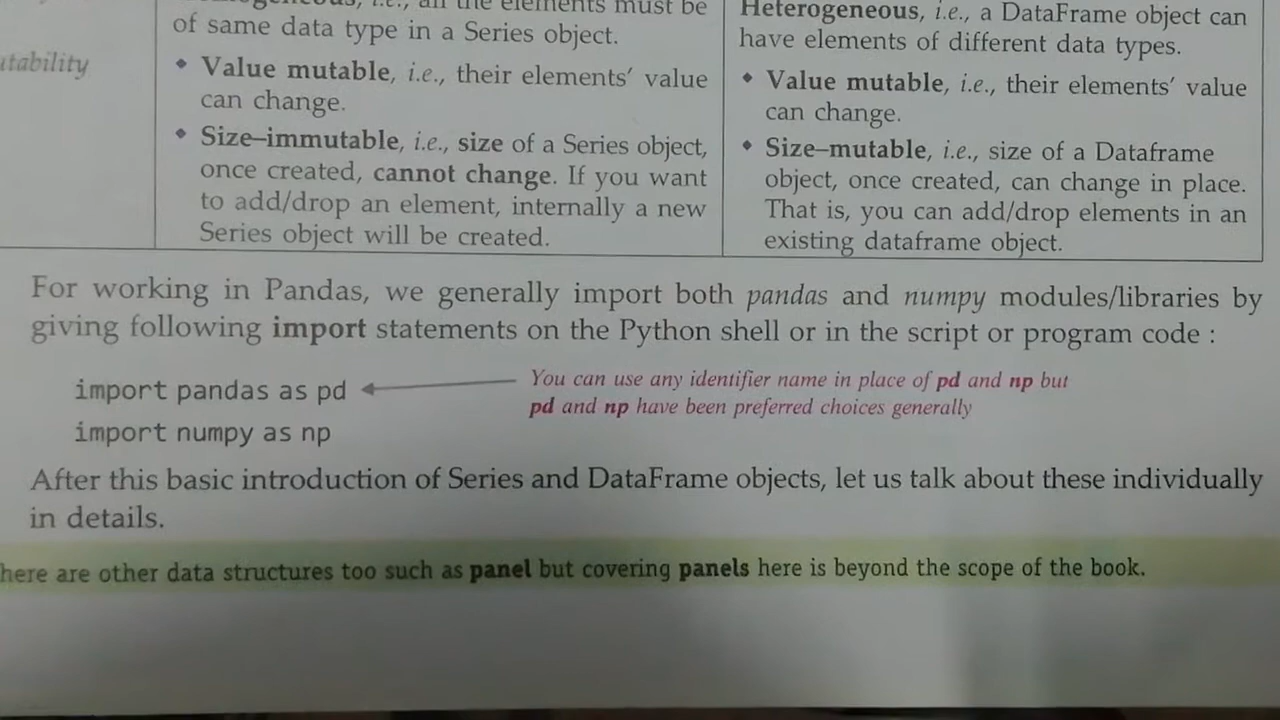 all the elements must be
of same data type in a Series object.
Heterogeneous, i.e., a DataFrame object can
have elements of different data types.
◆ Value mutable, i.e., their elements' value
can change.
◆ Size–immutable, i.e., size of a Series object,
once created, cannot change. If you want
to add/drop an element, internally a new
Series object will be created.
◆ Value mutable, i.e., their elements' value
can change.
◆ Size–mutable, i.e., size of a Dataframe
object, once created, can change in place.
That is, you can add/drop elements in an
existing dataframe object.
For working in Pandas, we generally import both pandas and numpy modules/libraries by
giving following import statements on the Python shell or in the script or program code :
import pandas as pd
import numpy as np
You can use any identifier name in place of pd and np but
pd and np have been preferred choices generally
After this basic introduction of Series and DataFrame objects, let us talk about these individually
in details.
here are other data structures too such as panel but covering panels here is beyond the scope of the book.